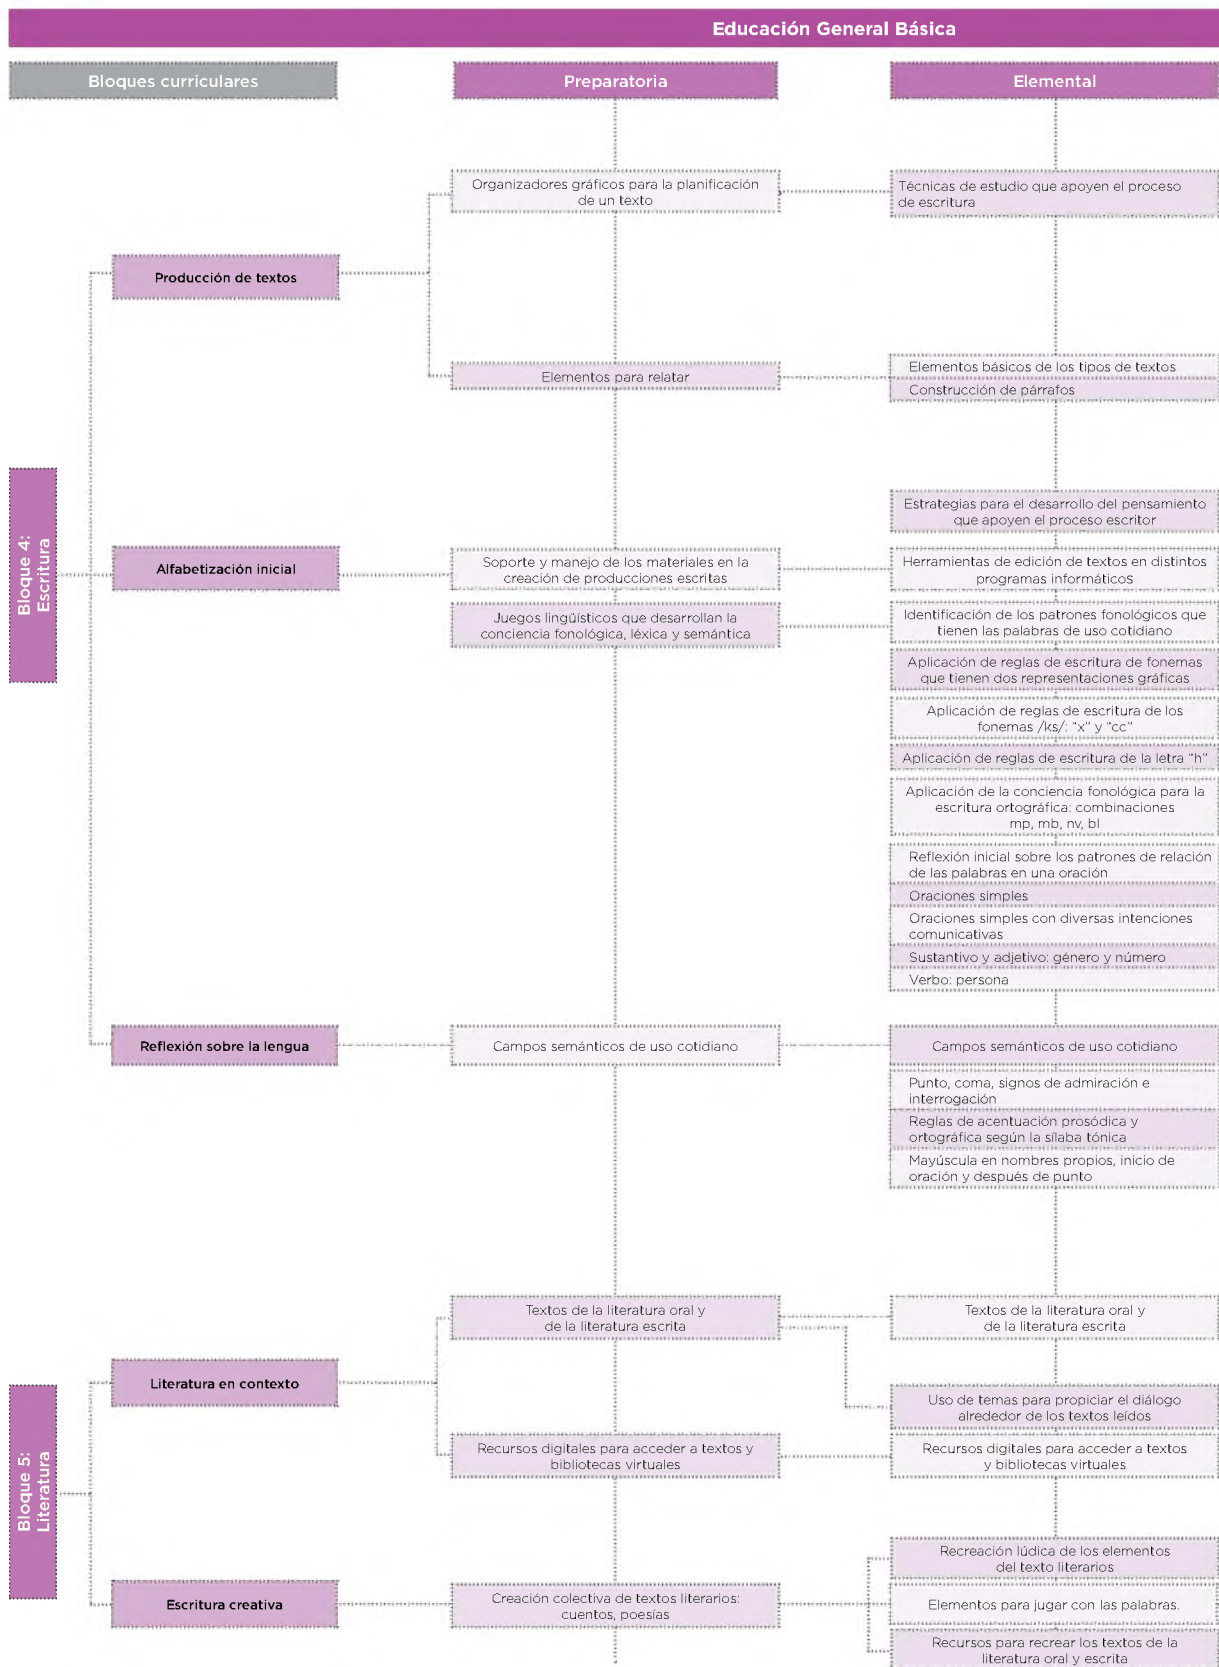 Educación General Básica
Bloques curriculares
Preparatoria
Elemental
Organizadores gráficos para la planificación
de un texto
Técnicas de estudio que apoyen el proceso
de escritura
Producción de textos
Elementos para relatar
Elementos básicos de los tipos de textos
Construcción de párrafos
Bloque 4:
Escritura
Estrategias para el desarrollo del pensamiento
que apoyen el proceso escritor
Alfabetización inicial
Soporte y manejo de los materiales en la
creación de producciones escritas
Herramientas de edición de textos en distintos
programas informáticos
Juegos lingüísticos que desarrollan la
conciencia fonológica, léxica y semántica
Identificación de los patrones fonológicos que
tienen las palabras de uso cotidiano
Aplicación de reglas de escritura de fonemas
que tienen dos representaciones gráficas
Aplicación de reglas de escritura de los
fonemas /ks/: “x” y “cc”
Aplicación de reglas de escritura de la letra “h”
Aplicación de la conciencia fonológica para la
escritura ortográfica: combinaciones
mp, mb, nv, bl
Reflexión inicial sobre los patrones de relación
de las palabras en una oración
Oraciones simples
Oraciones simples con diversas intenciones
comunicativas
Sustantivo y adjetivo: género y número
Verbo: persona
Reflexión sobre la lengua
Campos semánticos de uso cotidiano
Campos semánticos de uso cotidiano
Punto, coma, signos de admiración e
interrogación
Reglas de acentuación prosódica y
ortográfica según la sílaba tónica
Mayúscula en nombres propios, inicio de
oración y después de punto
Textos de la literatura oral y
de la literatura escrita
Textos de la literatura oral y
de la literatura escrita
Literatura en contexto
Uso de temas para propiciar el diálogo
alrededor de los textos leídos
Recursos digitales para acceder a textos y
bibliotecas virtuales
Recursos digitales para acceder a textos
y bibliotecas virtuales
Bloque 5:
Literatura
Recreación lúdica de los elementos
del texto literarios
Escritura creativa
Creación colectiva de textos literarios:
cuentos, poesías
Elementos para jugar con las palabras.
Recursos para recrear los textos de la
literatura oral y escrita